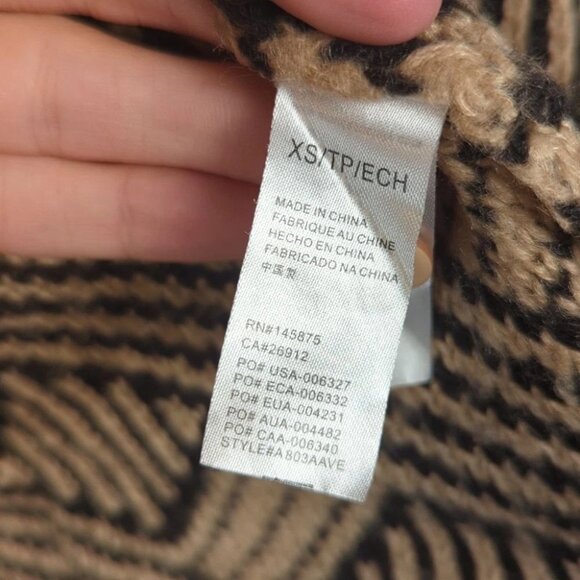 XS/TP/ECH
MADE IN CHINA
FABRIQUE AU CHINE
HECHO EN CHINA
FABRICADO NA CHINA
中国製
RN#145875
CA#26912
PO# USA-006327
PO# ECA-006332
PO# EUA-004231
PO# AUA-004482
PO# CAA-006340
STYLE#A803AAVE